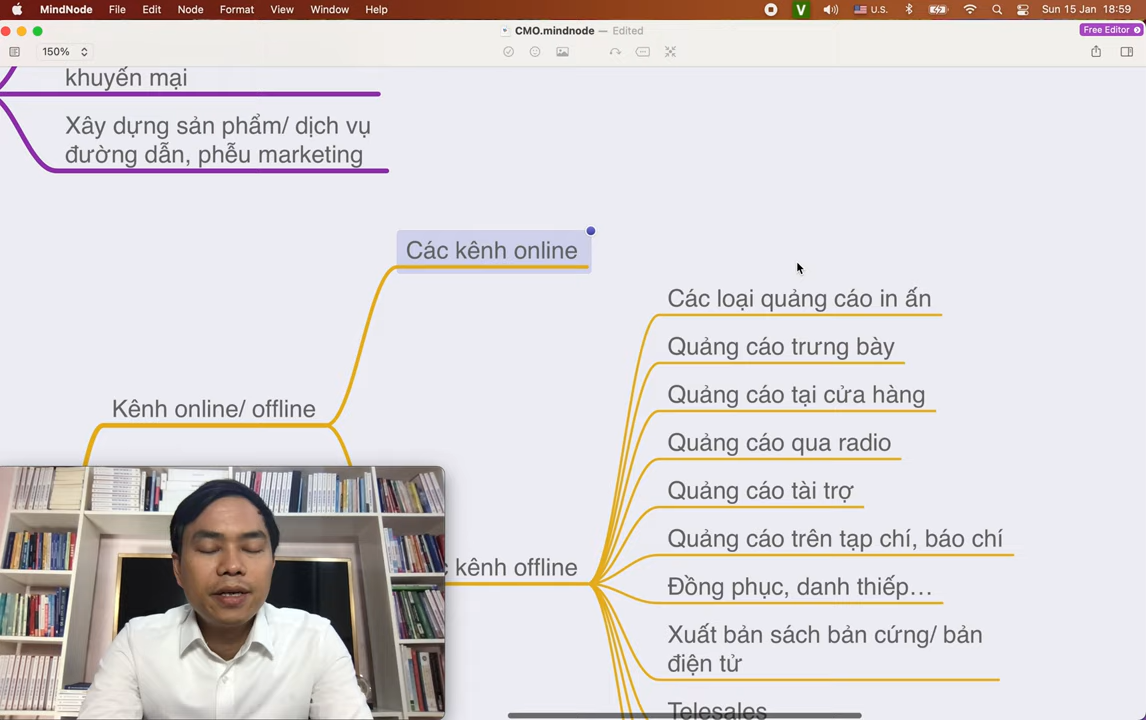 MindNode File Edit Node Format View Window Help
V U.S. Sun 15 Jan 18:59
CMO.mindnode — Edited
Free Editor
150%
khuyến mại
Xây dựng sản phẩm/ dịch vụ
đường dẫn, phễu marketing
Các kênh online
Các loại quảng cáo in ấn
Quảng cáo trưng bày
Quảng cáo tại cửa hàng
Kênh online/ offline
Quảng cáo qua radio
Quảng cáo tài trợ
Quảng cáo trên tạp chí, báo chí
kênh offline
Đồng phục, danh thiếp...
Xuất bản sách bản cứng/ bản
điện tử
Telesales